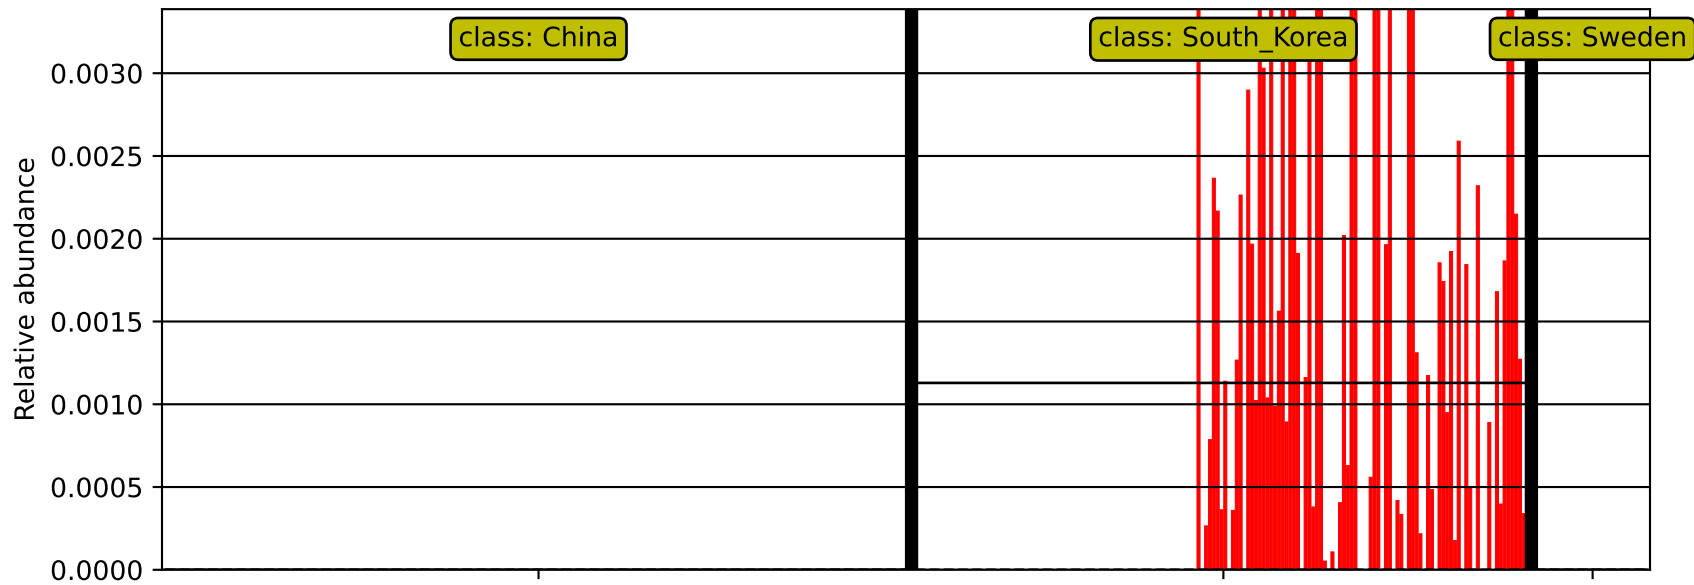 class: China
class: South_Korea
class: Sweden
0.0030
0.0025
0.0020
0.0015
0.0010
0.0005
0.0000
Relative abundance